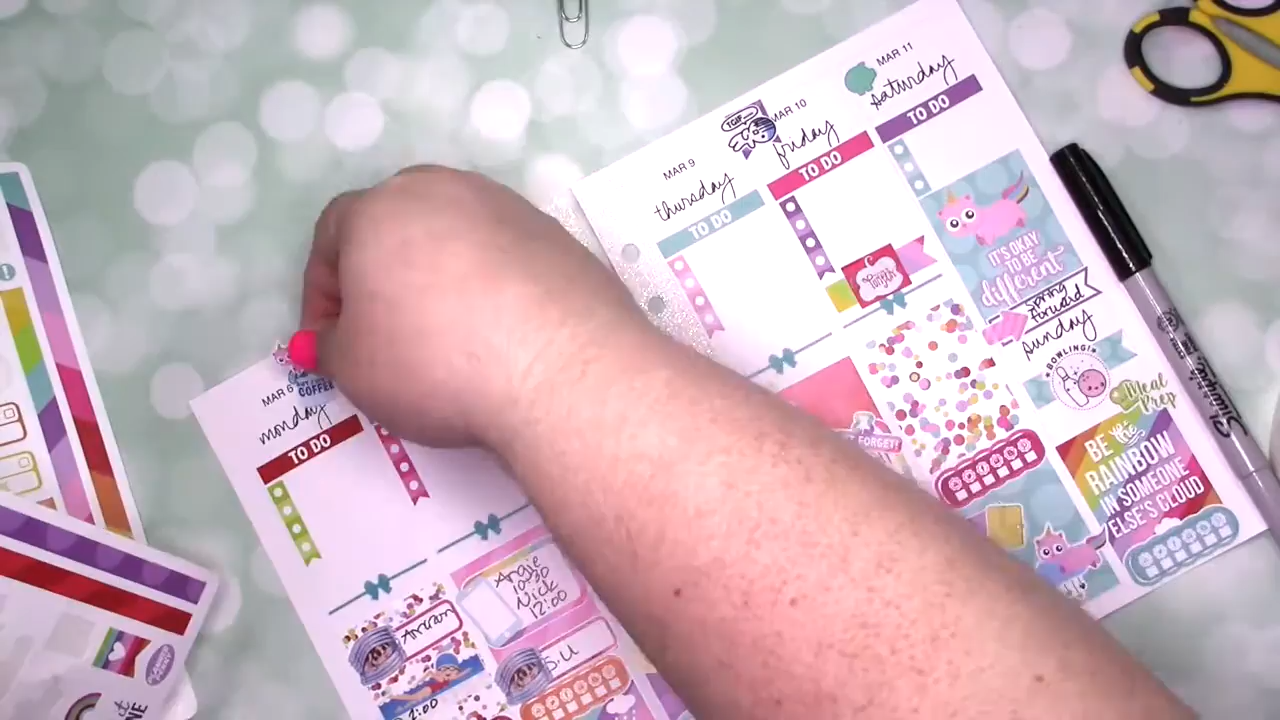 MAR 6
COFFEE
monday
TO DO
Angie
10:30
Nick
12:00
S.U
MAR 9
thursday
TO DO
TGIF
MAR 10
friday
TO DO
MAR 11
saturday
TO DO
IT'S OKAY
TO BE
different
Spring
Forward
sunday
BOWLING!
Meal
Prep
BE the
RAINBOW
IN SOMEONE
ELSE'S CLOUD
T FORGET!
Sharpie